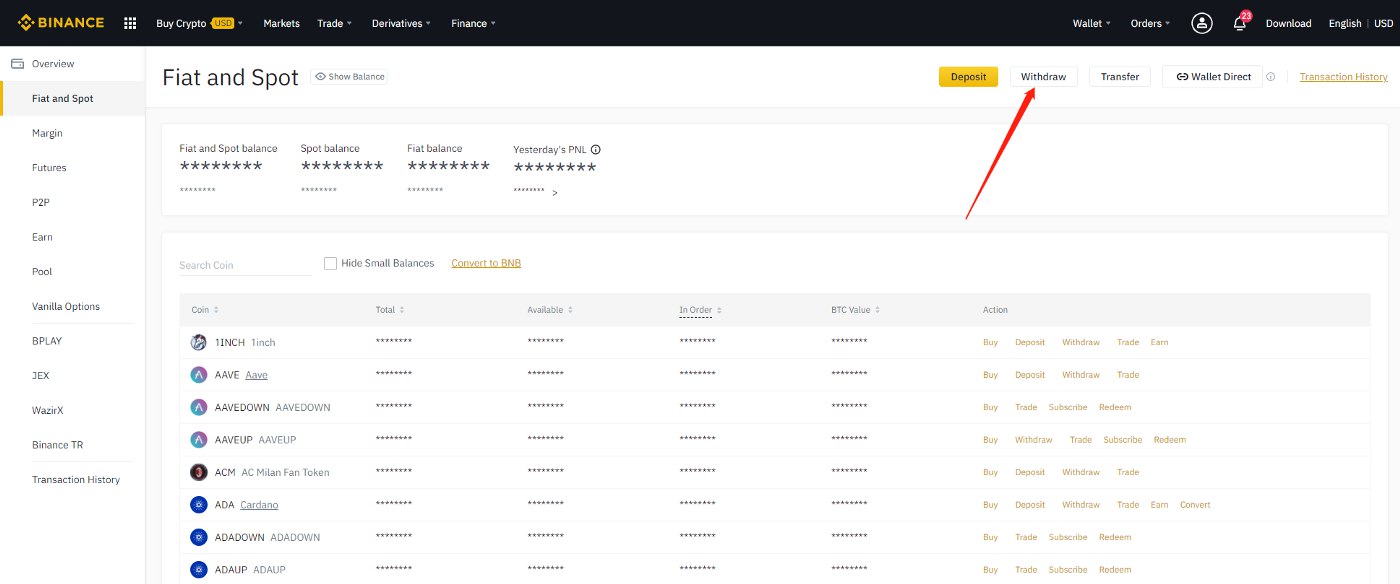 BINANCE Buy Crypto USD Markets Trade Derivatives Finance Wallet Orders 23 Download English | USD
Overview
Fiat and Spot
Margin
Futures
P2P
Earn
Pool
Vanilla Options
BPLAY
JEX
WazirX
Binance TR
Transaction History
Fiat and Spot Show Balance Deposit Withdraw Transfer Wallet Direct Transaction History
Fiat and Spot balance Spot balance Fiat balance Yesterday's PNL
******** ******** ******** ********
******** ******** ******** ******** >
Search Coin Hide Small Balances Convert to BNB
Coin Total Available In Order BTC Value Action
1INCH 1inch ******** ******** ******** ******** Buy Deposit Withdraw Trade Earn
AAVE Aave ******** ******** ******** ******** Buy Deposit Withdraw Trade
AAVEDOWN AAVEDOWN ******** ******** ******** ******** Buy Trade Subscribe Redeem
AAVEUP AAVEUP ******** ******** ******** ******** Buy Withdraw Trade Subscribe Redeem
ACM AC Milan Fan Token ******** ******** ******** ******** Buy Deposit Withdraw Trade
ADA Cardano ******** ******** ******** ******** Buy Deposit Withdraw Trade Earn Convert
ADADOWN ADADOWN ******** ******** ******** ******** Buy Trade Subscribe Redeem
ADAUP ADAUP ******** ******** ******** ******** Buy Trade Subscribe Redeem